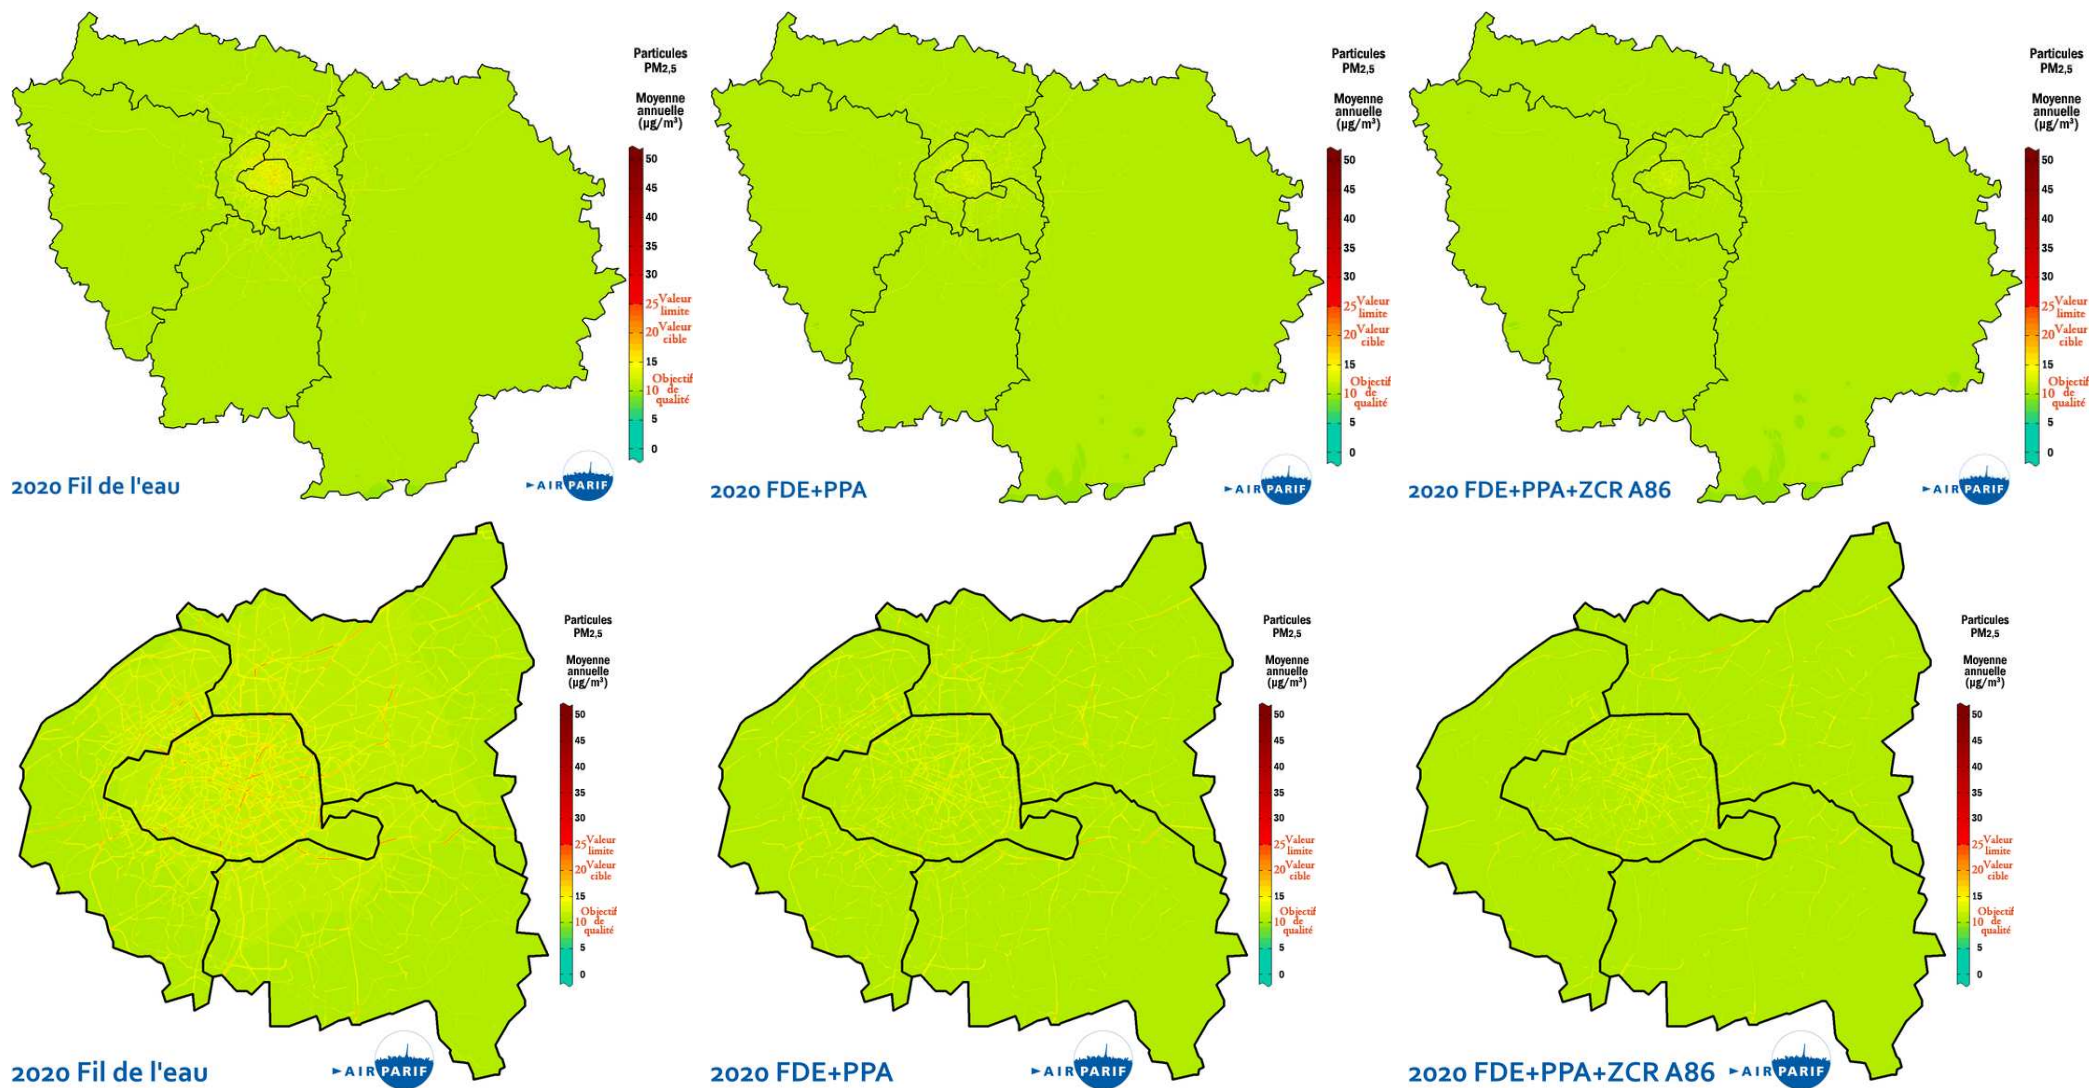 Particules
PM2,5
Moyenne
annuelle
(µg/m³)
50
45
40
35
30
25 Valeur
limite
20 Valeur
cible
15
Objectif
10 de
qualité
5
0
2020 Fil de l'eau
AIRPARIF
Particules
PM2,5
Moyenne
annuelle
(µg/m³)
50
45
40
35
30
25 Valeur
limite
20 Valeur
cible
15
Objectif
10 de
qualité
5
0
2020 FDE+PPA
AIRPARIF
Particules
PM2,5
Moyenne
annuelle
(µg/m³)
50
45
40
35
30
25 Valeur
limite
20 Valeur
cible
15
Objectif
10 de
qualité
5
0
2020 FDE+PPA+ZCR A86
AIRPARIF
Particules
PM2,5
Moyenne
annuelle
(µg/m³)
50
45
40
35
30
25 Valeur
limite
20 Valeur
cible
15
Objectif
10 de
qualité
5
0
2020 Fil de l'eau
AIRPARIF
Particules
PM2,5
Moyenne
annuelle
(µg/m³)
50
45
40
35
30
25 Valeur
limite
20 Valeur
cible
15
Objectif
10 de
qualité
5
0
2020 FDE+PPA
AIRPARIF
Particules
PM2,5
Moyenne
annuelle
(µg/m³)
50
45
40
35
30
25 Valeur
limite
20 Valeur
cible
15
Objectif
10 de
qualité
5
0
2020 FDE+PPA+ZCR A86
AIRPARIF